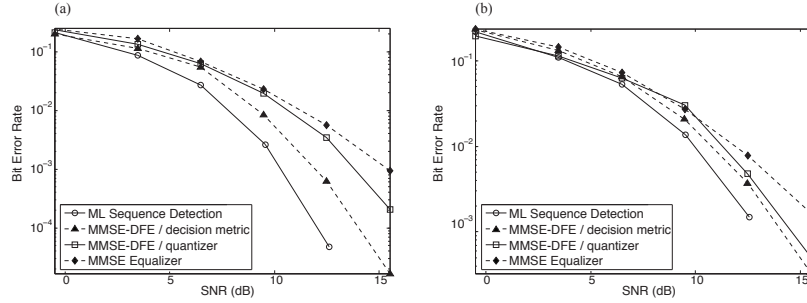 (a)
Bit Error Rate
10⁻¹
10⁻²
10⁻³
10⁻⁴
ML Sequence Detection
MMSE-DFE / decision metric
MMSE-DFE / quantizer
MMSE Equalizer
0 5 10 15
SNR (dB)
(b)
Bit Error Rate
10⁻¹
10⁻²
10⁻³
ML Sequence Detection
MMSE-DFE / decision metric
MMSE-DFE / quantizer
MMSE Equalizer
0 5 10 15
SNR (dB)